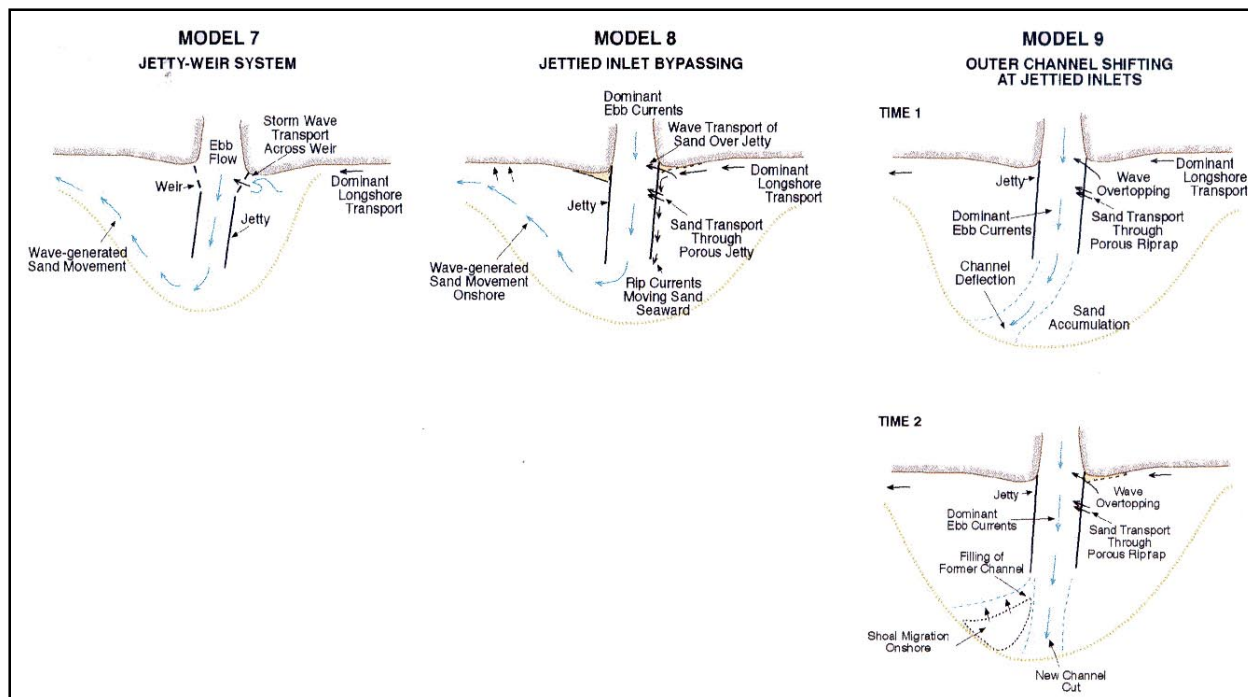 MODEL 7
JETTY-WEIR SYSTEM
Ebb
Flow
Storm Wave
Transport
Across Weir
Weir
Dominant
Longshore
Transport
Jetty
Wave-generated
Sand Movement
MODEL 8
JETTIED INLET BYPASSING
Dominant
Ebb Currents
Wave Transport of
Sand Over Jetty
Dominant
Longshore
Transport
Jetty
Sand Transport
Through
Porous Jetty
Wave-generated
Sand Movement
Onshore
Rip Currents
Moving Sand
Seaward
MODEL 9
OUTER CHANNEL SHIFTING
AT JETTIED INLETS
TIME 1
Jetty
Wave
Overtopping
Dominant
Longshore
Transport
Dominant
Ebb Currents
Sand Transport
Through
Porous Riprap
Channel
Deflection
Sand
Accumulation
TIME 2
Jetty
Wave
Overtopping
Dominant
Ebb Currents
Sand Transport
Through
Porous Riprap
Filling of
Former Channel
Shoal Migration
Onshore
New Channel
Cut